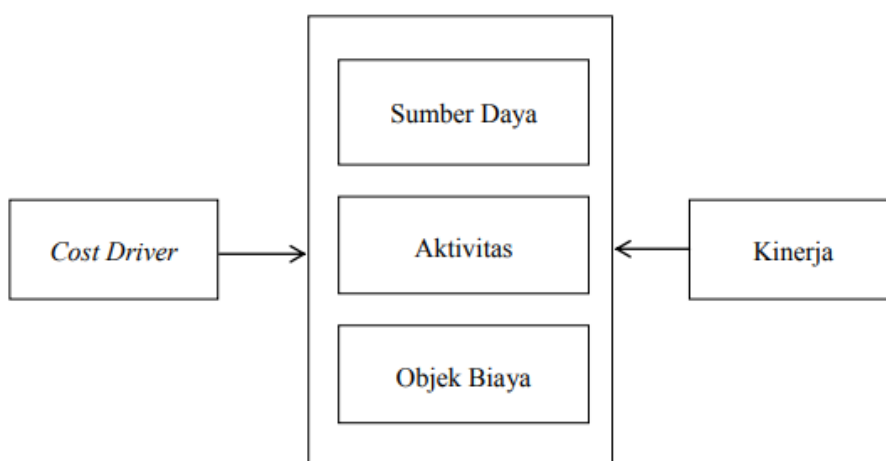 Sumber Daya
Cost Driver
Aktivitas
Kinerja
Objek Biaya